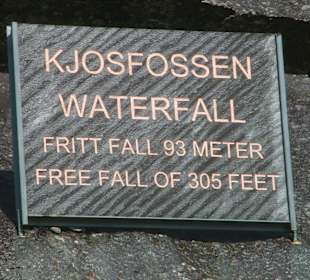 KJOSFOSSEN
WATERFALL
FRITT FALL 93 METER
FREE FALL OF 305 FEET